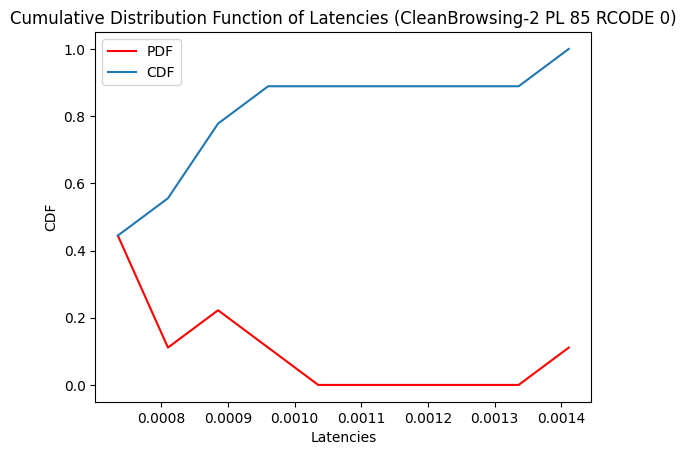 Cumulative Distribution Function of Latencies (CleanBrowsing-2 PL 85 RCODE 0)
PDF
CDF
1.0
0.8
0.6
0.4
0.2
0.0
CDF
0.0008 0.0009 0.0010 0.0011 0.0012 0.0013 0.0014
Latencies